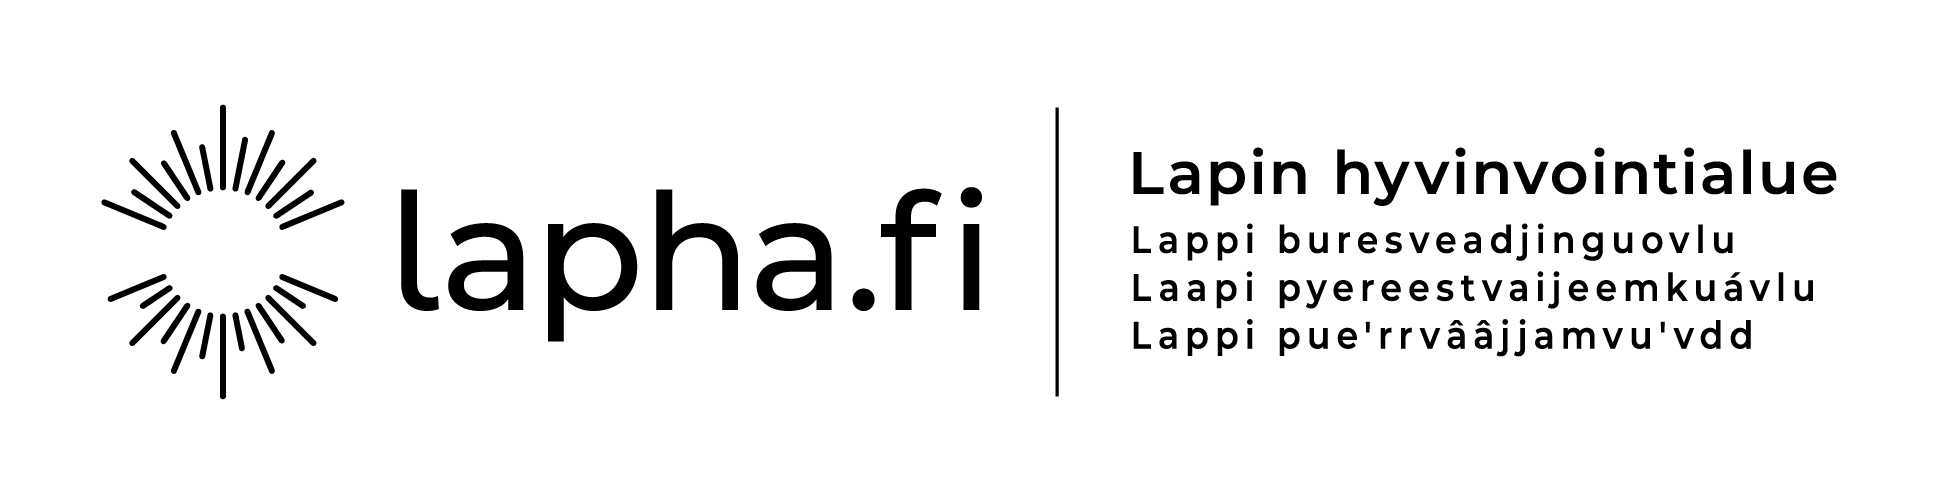 lapha.fi
Lapin hyvinvointialue
Lappi buresveadjinguovlu
Laapi pyereestvaijeemkuávlu
Lappi pue'rrvââjjamvu'vdd